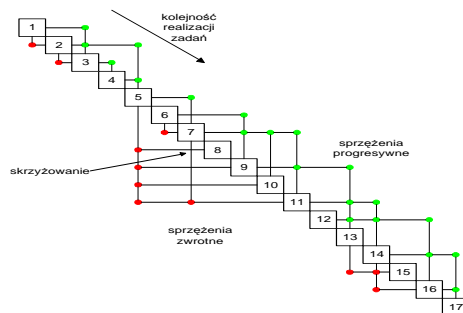 kolejność
realizacji
zadań
1
2
3
4
5
6
7
sprzężenia
progresywne
8
skrzyżowanie
9
10
11
12
sprzężenia
zwrotne
13
14
15
16
17